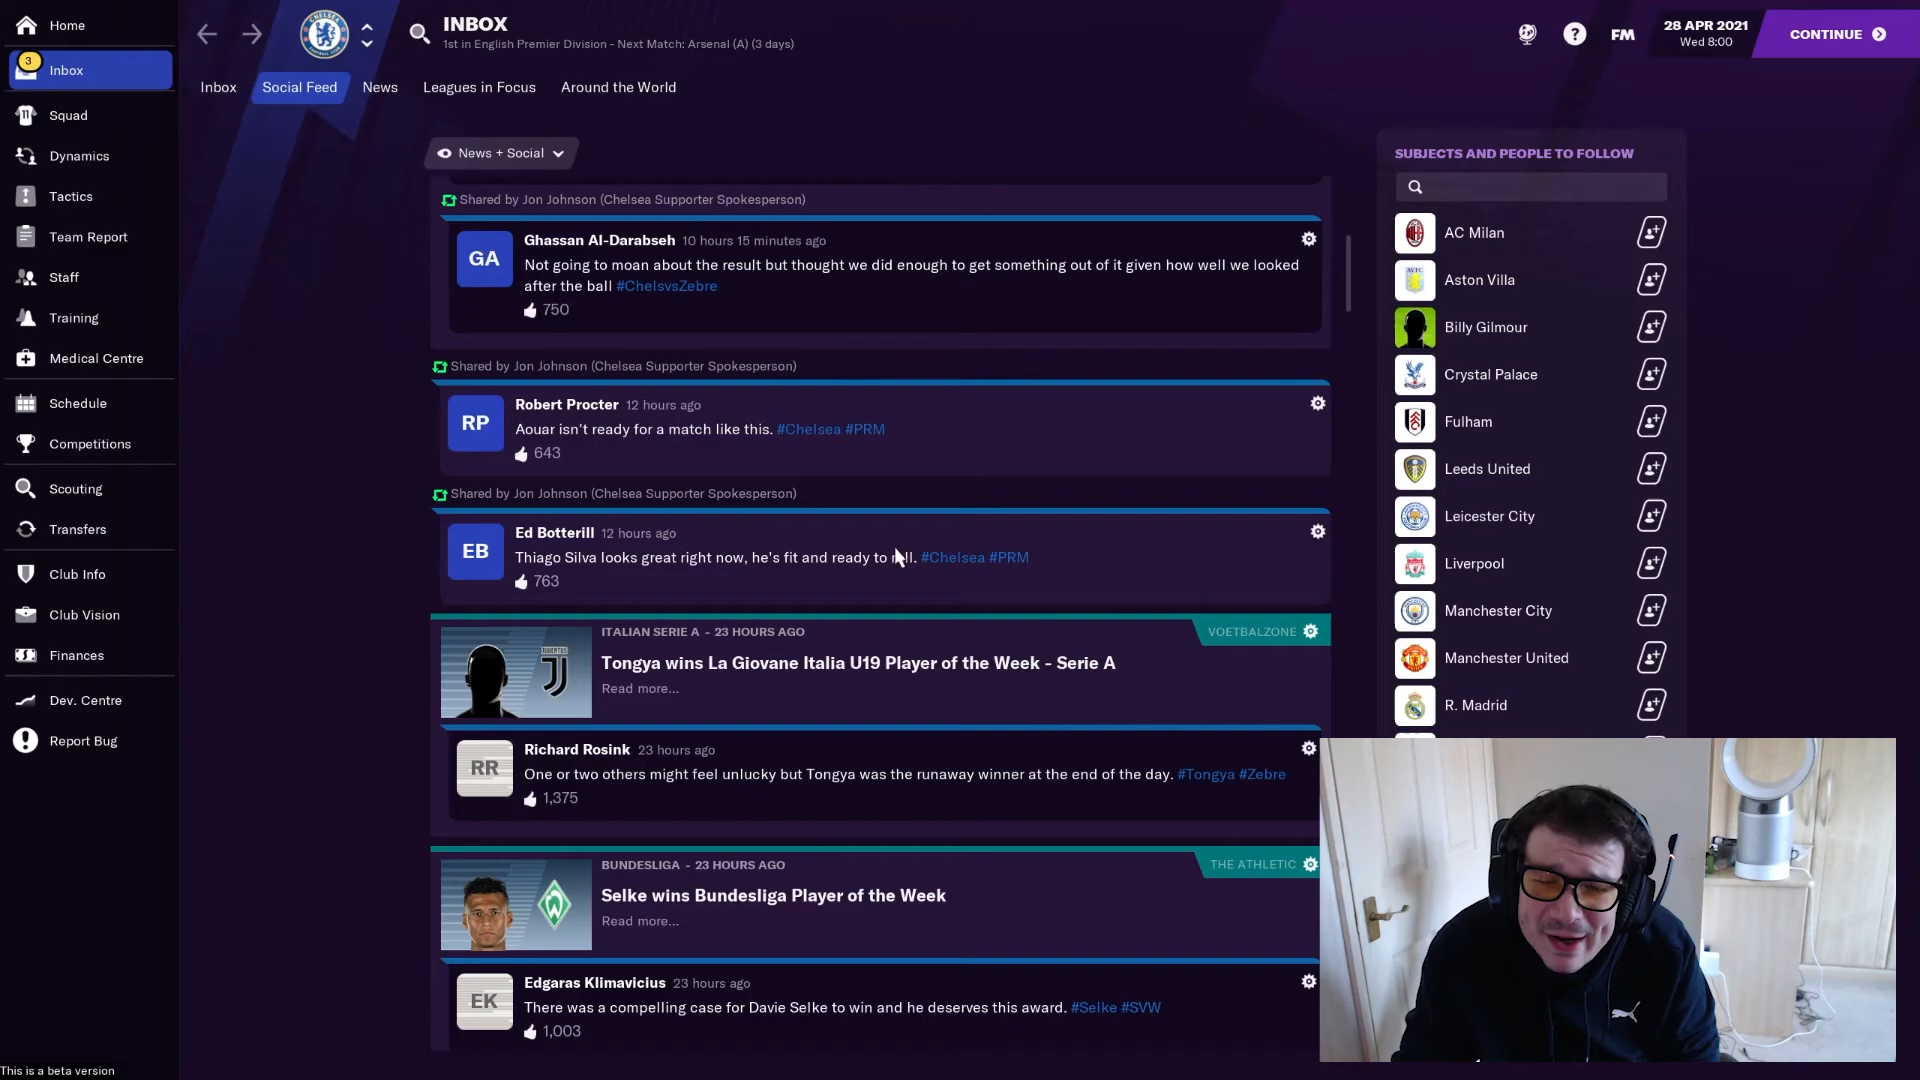 Home
3
Inbox
Squad
Dynamics
Tactics
Team Report
Staff
Training
Medical Centre
Schedule
Competitions
Scouting
Transfers
Club Info
Club Vision
Finances
Dev. Centre
Report Bug
This is a beta version
INBOX
1st in English Premier Division - Next Match: Arsenal (A) (3 days)
?
FM
28 APR 2021
Wed 8:00
CONTINUE
Inbox
Social Feed
News
Leagues in Focus
Around the World
News + Social
Shared by Jon Johnson (Chelsea Supporter Spokesperson)
GA
Ghassan Al-Darabseh 10 hours 15 minutes ago
Not going to moan about the result but thought we did enough to get something out of it given how well we looked
after the ball #ChelsvsZebre
750
Shared by Jon Johnson (Chelsea Supporter Spokesperson)
RP
Robert Procter 12 hours ago
Aouar isn't ready for a match like this. #Chelsea #PRM
643
Shared by Jon Johnson (Chelsea Supporter Spokesperson)
EB
Ed Botterill 12 hours ago
Thiago Silva looks great right now, he's fit and ready to #Chelsea #PRM
763
ITALIAN SERIE A - 23 HOURS AGO
VOETBALZONE
Tongya wins La Giovane Italia U19 Player of the Week - Serie A
Read more...
RR
Richard Rosink 23 hours ago
One or two others might feel unlucky but Tongya was the runaway winner at the end of the day. #Tongya #Zebre
1,375
BUNDESLIGA - 23 HOURS AGO
THE ATHLETIC
Selke wins Bundesliga Player of the Week
Read more...
EK
Edgaras Klimavicius 23 hours ago
There was a compelling case for Davie Selke to win and he deserves this award. #Selke #SVW
1,003
SUBJECTS AND PEOPLE TO FOLLOW
AC Milan
Aston Villa
Billy Gilmour
Crystal Palace
Fulham
Leeds United
Leicester City
Liverpool
Manchester City
Manchester United
R. Madrid